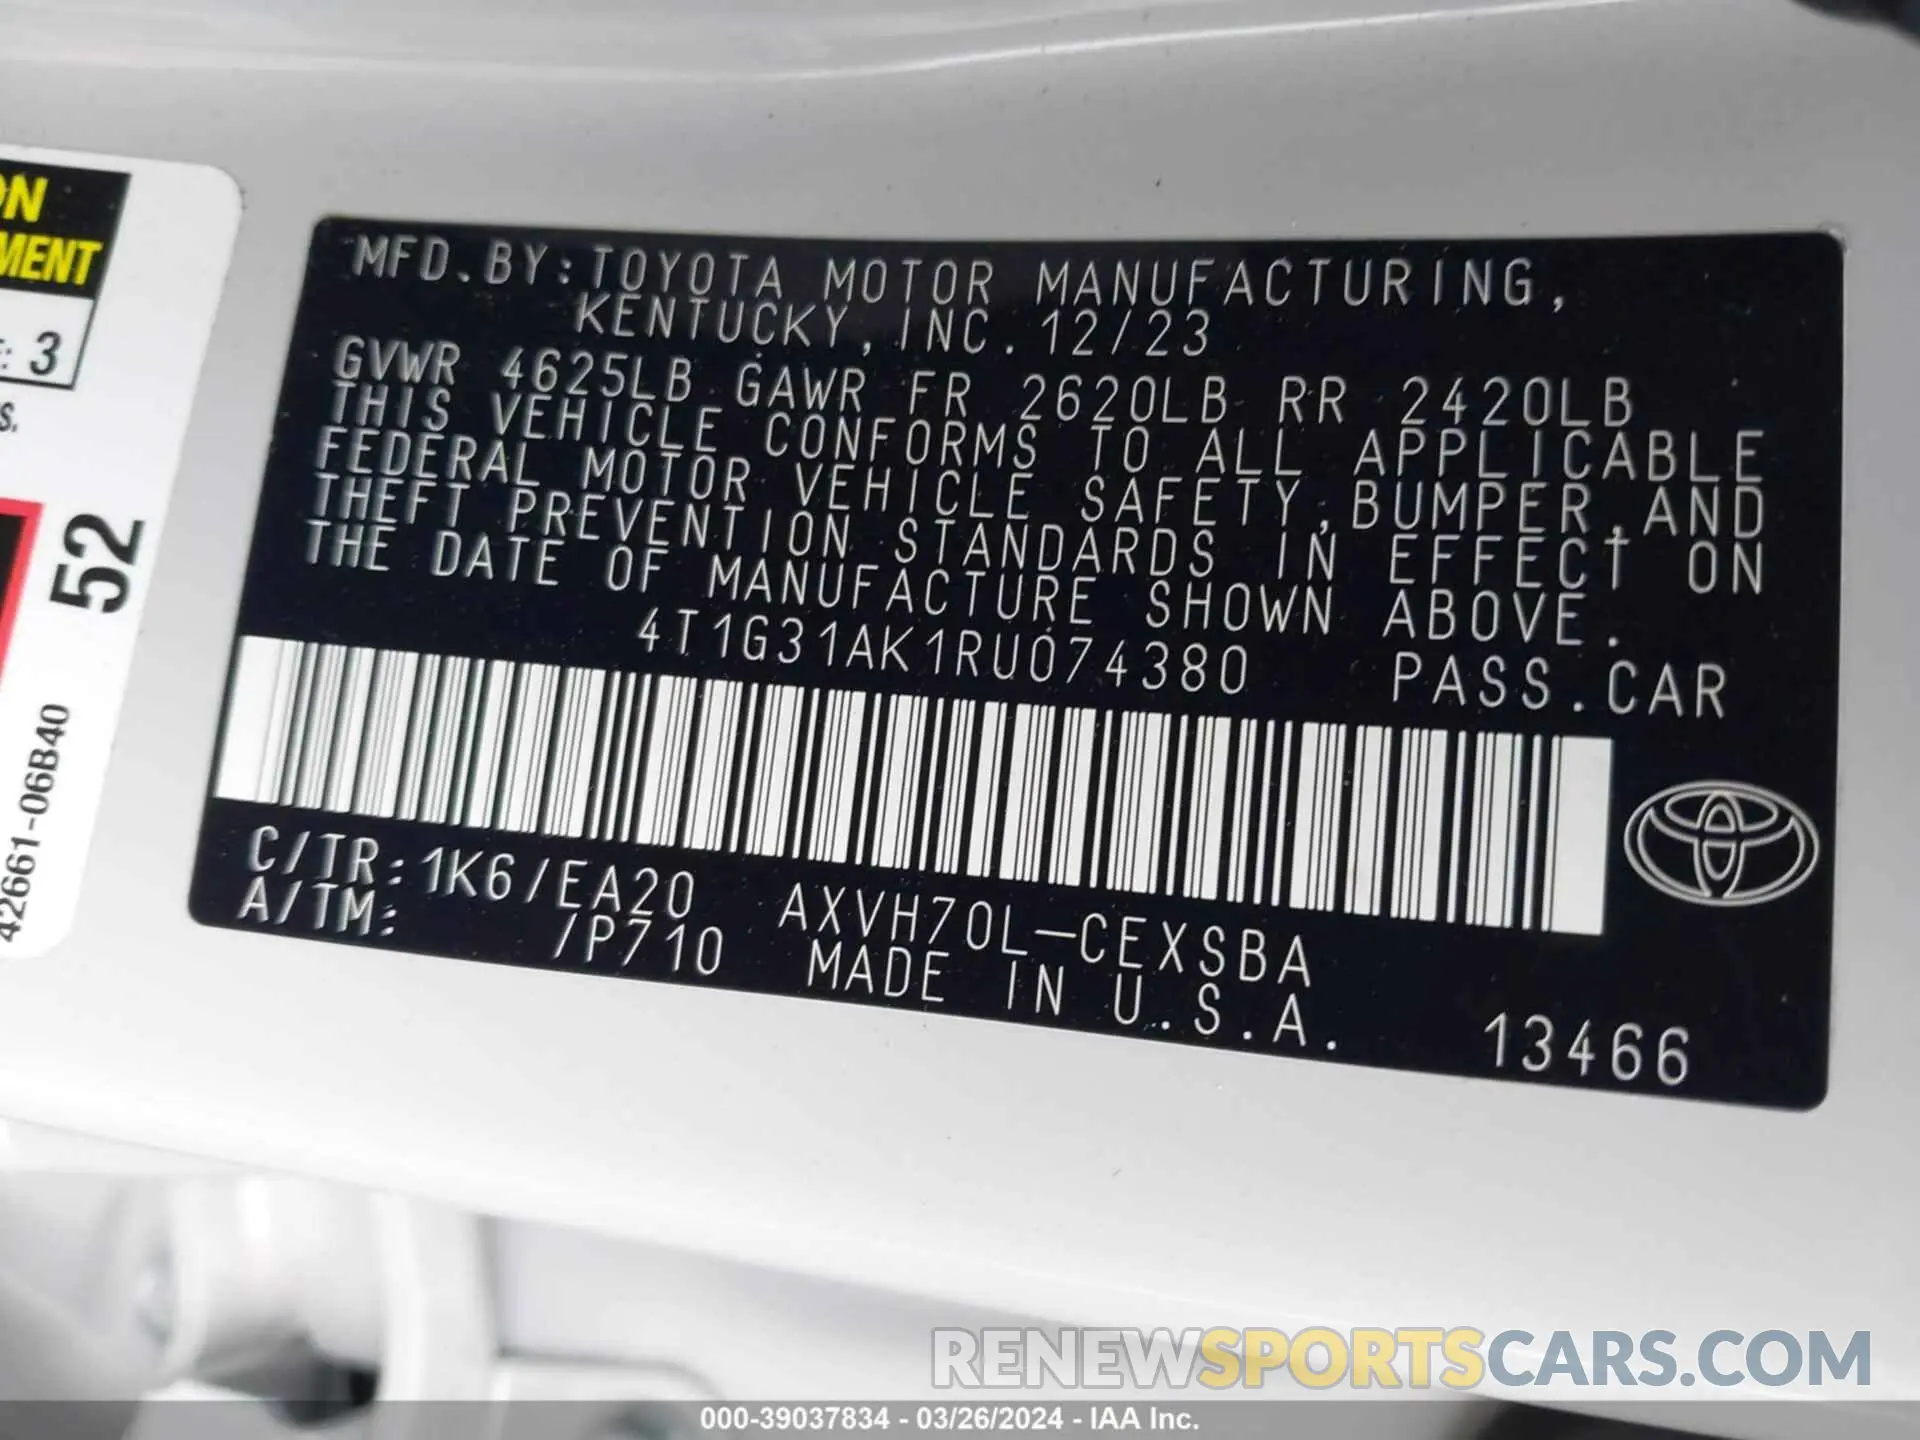 ON
MENT
: 3
S.
52
42661-06B40
MFD.BY:TOYOTA MOTOR MANUFACTURING,
KENTUCKY,INC. 12/23
GVWR 4625LB GAWR FR 2620LB RR 2420LB
THIS VEHICLE CONFORMS TO ALL APPLICABLE
FEDERAL MOTOR VEHICLE SAFETY,BUMPER,AND
THEFT PREVENTION STANDARDS IN EFFECT ON
THE DATE OF MANUFACTURE SHOWN ABOVE.
4T1G31AK1RU074380 PASS.CAR
C/TR:1K6/EA20 AXVH70L-CEXSBA
A/TM: /P710 MADE IN U.S.A.
13466
RENEWSPORTSCARS.COM
000-39037834 - 03/26/2024 - IAA Inc.